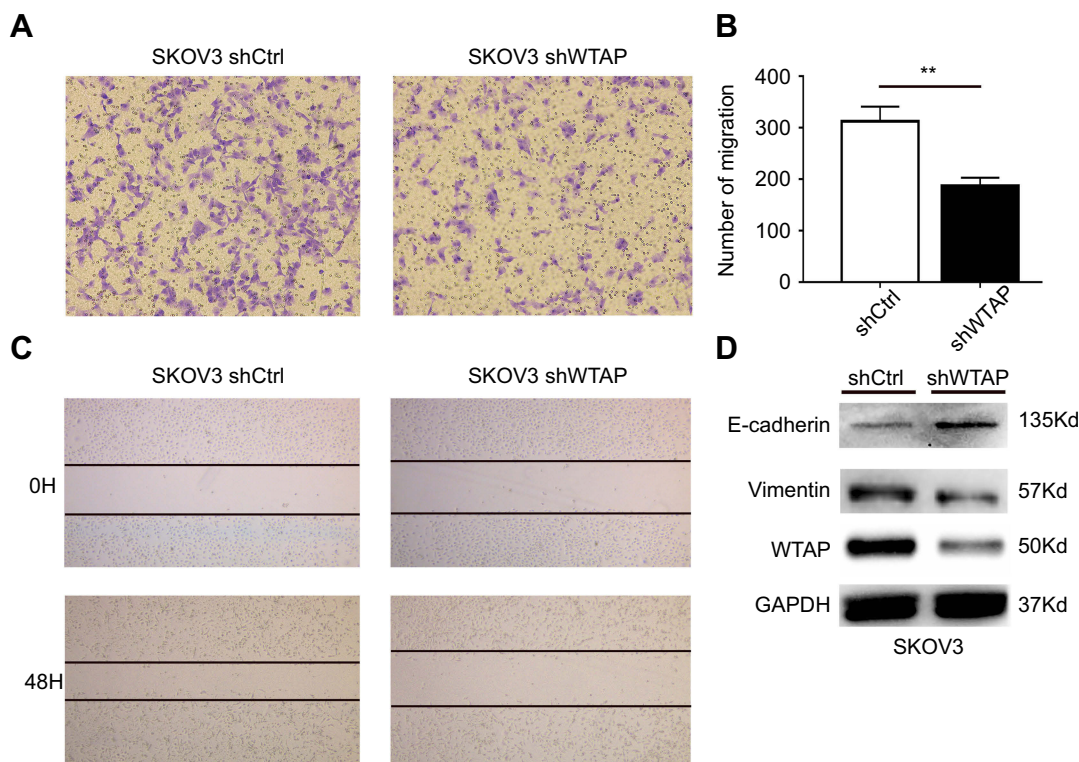 A
SKOV3 shCtrl
SKOV3 shWTAP
B
Number of migration
400
300
200
100
0
**
shCtrl
shWTAP
C
SKOV3 shCtrl
SKOV3 shWTAP
0H
48H
D
shCtrl shWTAP
E-cadherin 135Kd
Vimentin 57Kd
WTAP 50Kd
GAPDH 37Kd
SKOV3